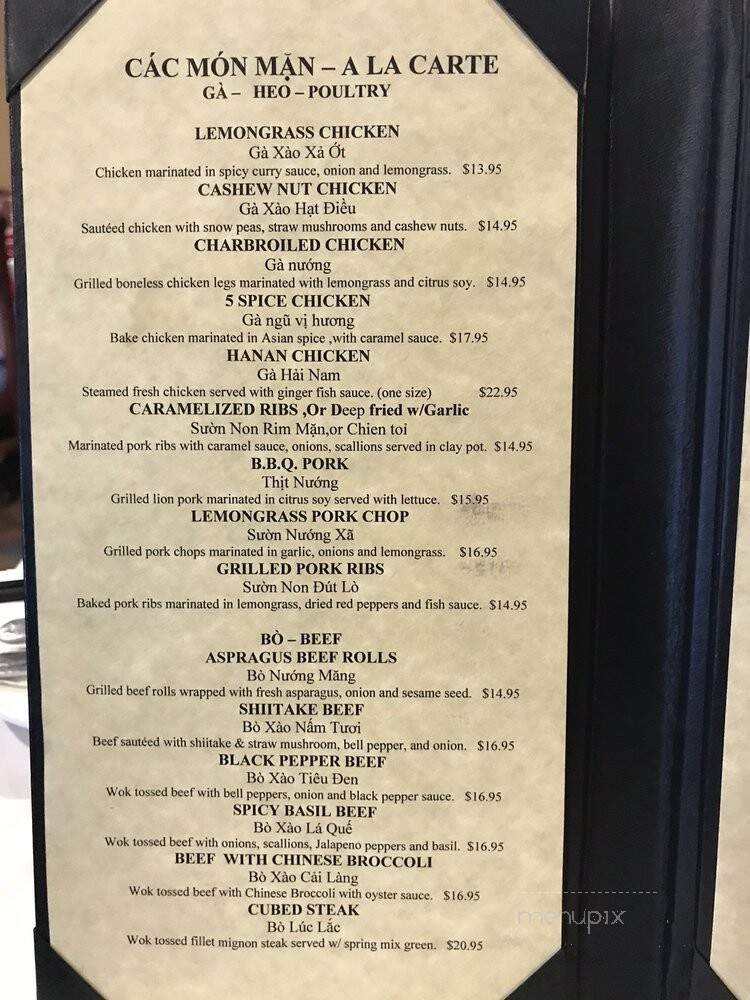 CÁC MÓN MẶN – A LA CARTE
GÀ – HEO – POULTRY
LEMONGRASS CHICKEN
Gà Xào Xả Ớt
Chicken marinated in spicy curry sauce, onion and lemongrass. $13.95
CASHEW NUT CHICKEN
Gà Xào Hạt Điều
Sautéed chicken with snow peas, straw mushrooms and cashew nuts. $14.95
CHARBROILED CHICKEN
Gà nướng
Grilled boneless chicken legs marinated with lemongrass and citrus soy. $14.95
5 SPICE CHICKEN
Gà ngũ vị hương
Bake chicken marinated in Asian spice ,with caramel sauce. $17.95
HANAN CHICKEN
Gà Hải Nam
Steamed fresh chicken served with ginger fish sauce. (one size) $22.95
CARAMELIZED RIBS ,Or Deep fried w/Garlic
Sườn Non Rim Mặn,or Chien toi
Marinated pork ribs with caramel sauce, onions, scallions served in clay pot. $14.95
B.B.Q. PORK
Thịt Nướng
Grilled lion pork marinated in citrus soy served with lettuce. $15.95
LEMONGRASS PORK CHOP
Sườn Nướng Xã
Grilled pork chops marinated in garlic, onions and lemongrass. $16.95
GRILLED PORK RIBS
Sườn Non Đút Lò
Baked pork ribs marinated in lemongrass, dried red peppers and fish sauce. $14.95
BÒ – BEEF
ASPRAGUS BEEF ROLLS
Bò Nướng Măng
Grilled beef rolls wrapped with fresh asparagus, onion and sesame seed. $14.95
SHIITAKE BEEF
Bò Xào Nấm Tươi
Beef sautéed with shiitake & straw mushroom, bell pepper, and onion. $16.95
BLACK PEPPER BEEF
Bò Xào Tiêu Đen
Wok tossed beef with bell peppers, onion and black pepper sauce. $16.95
SPICY BASIL BEEF
Bò Xào Lá Quế
Wok tossed beef with onions, scallions, Jalapeno peppers and basil. $16.95
BEEF WITH CHINESE BROCCOLI
Bò Xào Cải Làng
Wok tossed beef with Chinese Broccoli with oyster sauce. $16.95
CUBED STEAK
Bò Lúc Lắc
Wok tossed fillet mignon steak served w/ spring mix green. $20.95
menupix